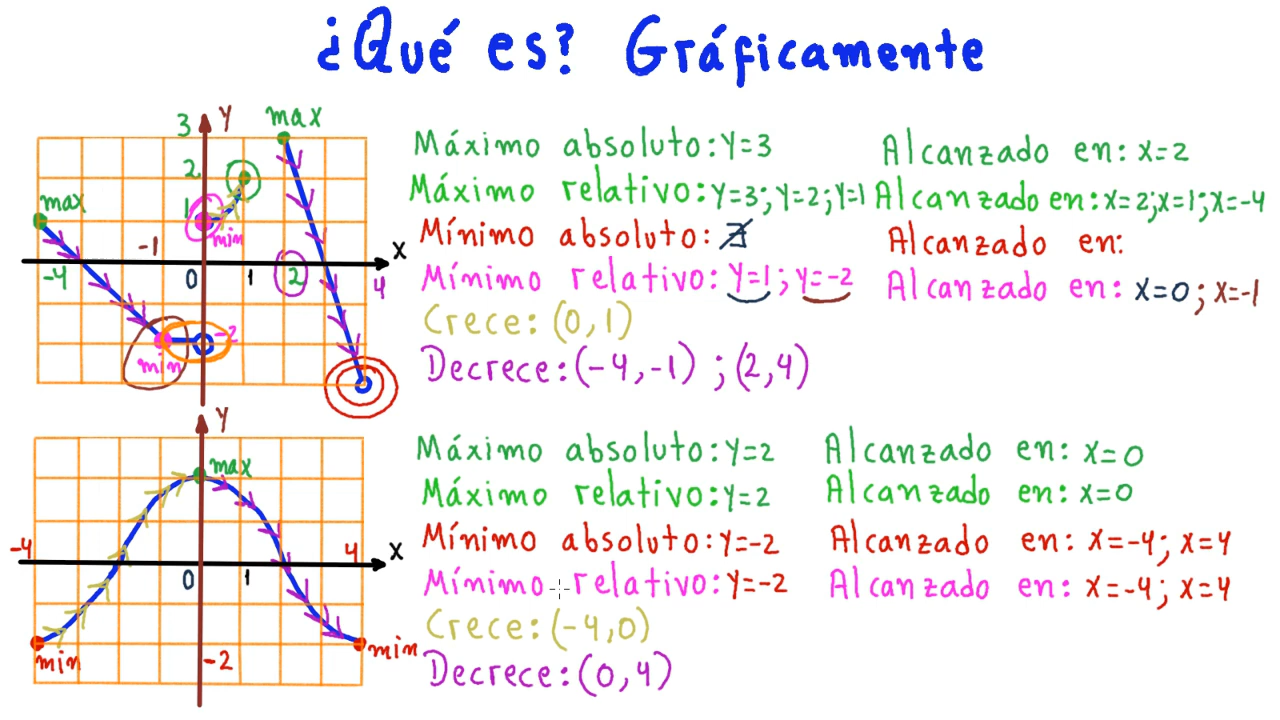 ¿Qué es? Gráficamente
Y
max
3
2
max
1
min
-1
X
-4
0
1
2
4
-2
min
Máximo absoluto: Y=3 Alcanzado en: x=2
Máximo relativo: Y=3; Y=2; Y=1 Alcanzado en: x=2; x=1; x=-4
Mínimo absoluto: ∄ Alcanzado en:
Mínimo relativo: Y=1; Y=-2 Alcanzado en: x=0; x=-1
Crece: (0,1)
Decrece: (-4,-1) ; (2,4)
Y
max
-4
4
X
0
1
min
min
-2
Máximo absoluto: Y=2 Alcanzado en: x=0
Máximo relativo: Y=2 Alcanzado en: x=0
Mínimo absoluto: Y=-2 Alcanzado en: x=-4; x=4
Mínimo relativo: Y=-2 Alcanzado en: x=-4; x=4
Crece: (-4,0)
Decrece: (0,4)